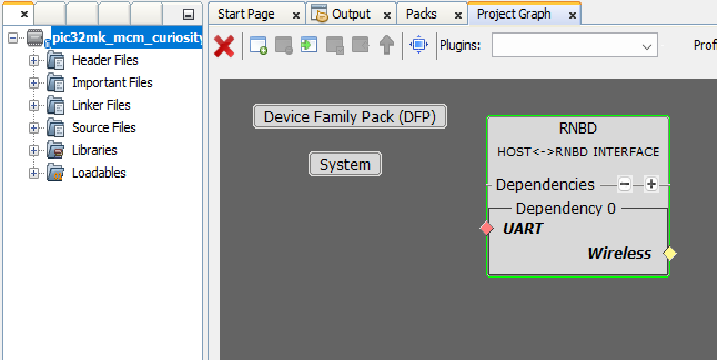 Start Page
Output
Packs
Project Graph
Plugins:
Prof
pic32mk_mcm_curiosity
Header Files
Important Files
Linker Files
Source Files
Libraries
Loadables
Device Family Pack (DFP)
System
RNBD
HOST<->RNBD INTERFACE
Dependencies
Dependency 0
UART
Wireless